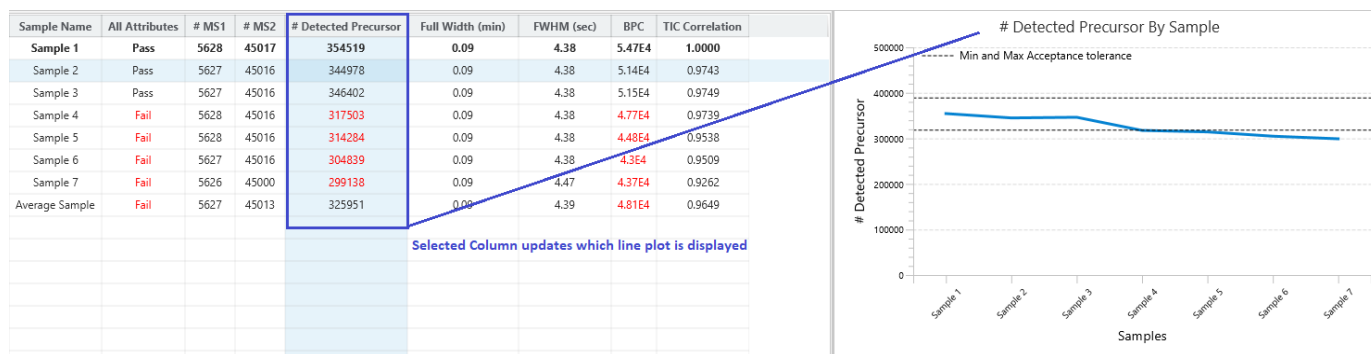 Sample Name All Attributes # MS1 # MS2 # Detected Precursor Full Width (min) FWHM (sec) BPC TIC Correlation
Sample 1 Pass 5628 45017 354519 0.09 4.38 5.47E4 1.0000
Sample 2 Pass 5627 45016 344978 0.09 4.38 5.14E4 0.9743
Sample 3 Pass 5627 45016 346402 0.09 4.38 5.15E4 0.9749
Sample 4 Fail 5628 45016 317503 0.09 4.38 4.77E4 0.9739
Sample 5 Fail 5628 45016 314284 0.09 4.38 4.48E4 0.9538
Sample 6 Fail 5627 45016 304839 0.09 4.38 4.3E4 0.9509
Sample 7 Fail 5626 45000 299138 0.09 4.47 4.37E4 0.9262
Average Sample Fail 5627 45013 325951 0.09 4.39 4.81E4 0.9649
Selected Column updates which line plot is displayed
# Detected Precursor By Sample
Min and Max Acceptance tolerance
# Detected Precursor
500000
400000
300000
200000
100000
0
Sample 1 Sample 2 Sample 3 Sample 4 Sample 5 Sample 6 Sample 7
Samples